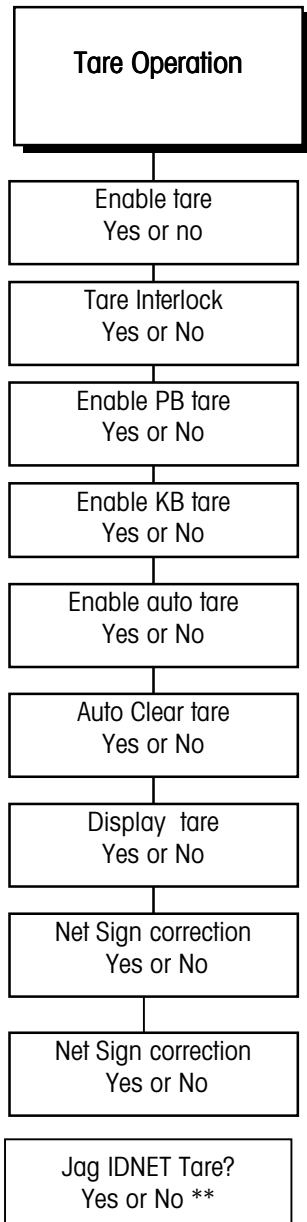 Tare Operation
Enable tare
Yes or no
Tare Interlock
Yes or No
Enable PB tare
Yes or No
Enable KB tare
Yes or No
Enable auto tare
Yes or No
Auto Clear tare
Yes or No
Display tare
Yes or No
Net Sign correction
Yes or No
Net Sign correction
Yes or No
Jag IDNET Tare?
Yes or No **